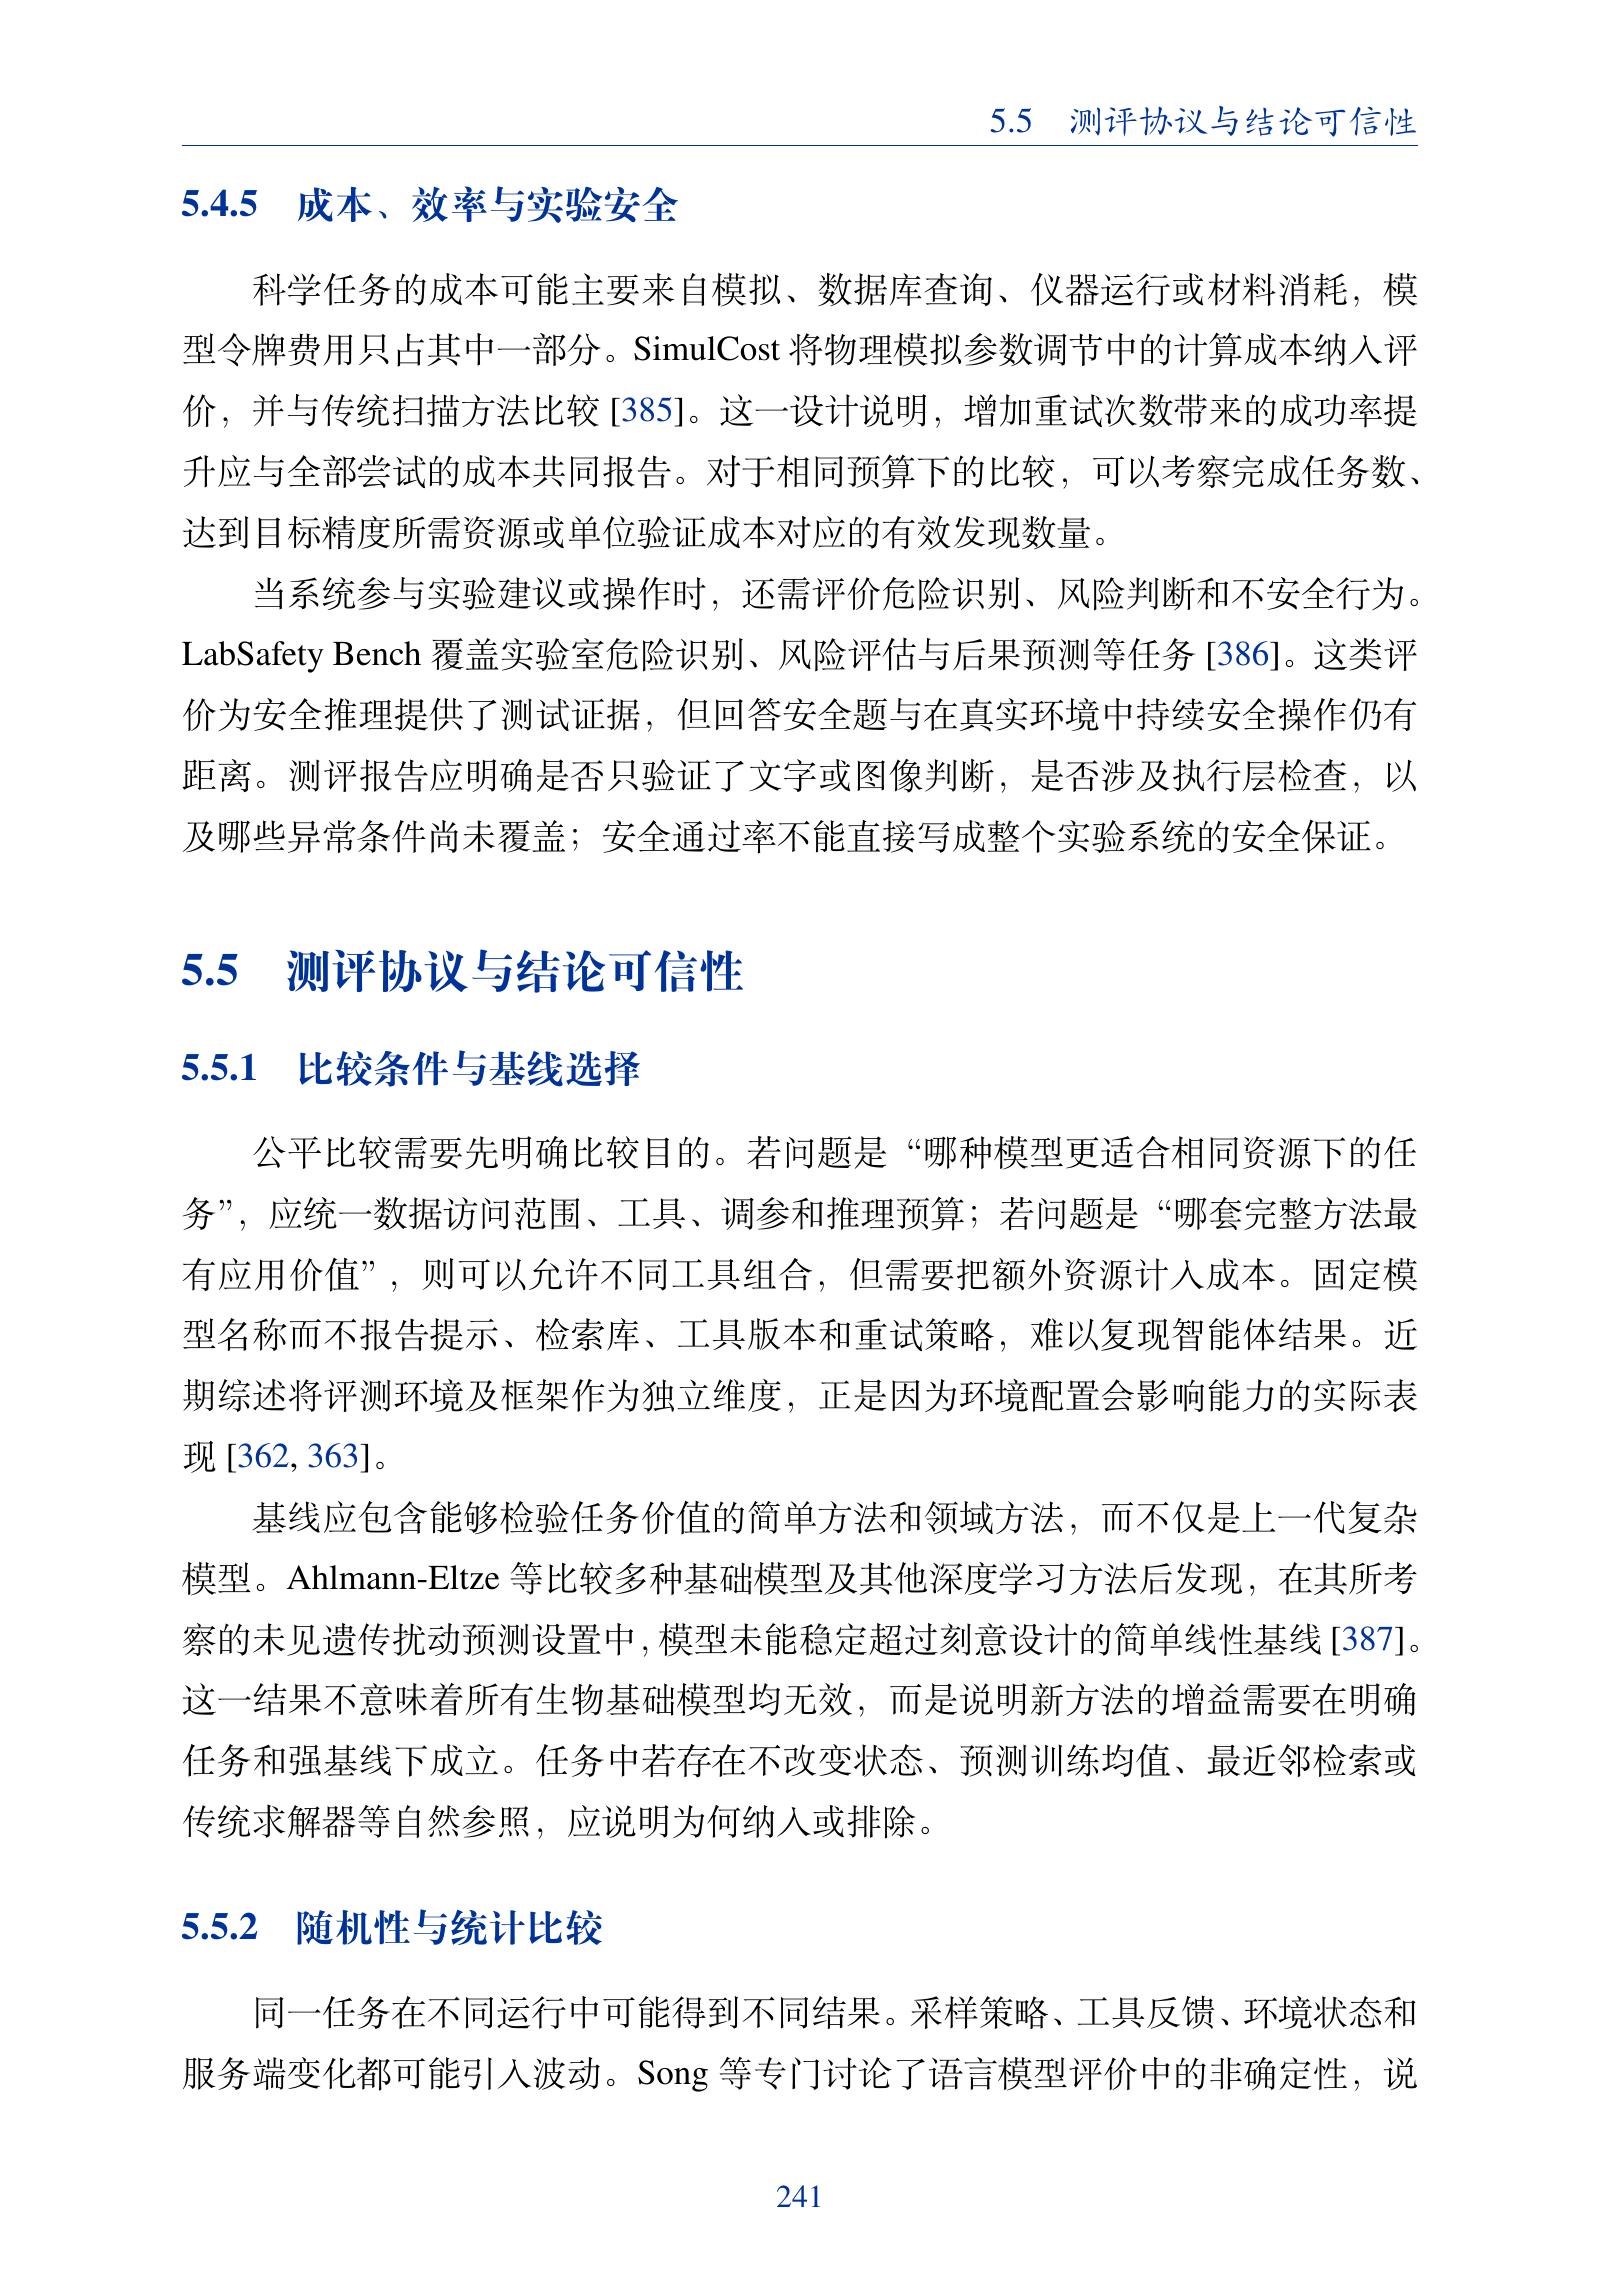 5.5 测评协议与结论可信性
5.4.5 成本、效率与实验安全
科学任务的成本可能主要来自模拟、数据库查询、仪器运行或材料消耗，模
型令牌费用只占其中一部分。SimulCost 将物理模拟参数调节中的计算成本纳入评
价，并与传统扫描方法比较 [385]。这一设计说明，增加重试次数带来的成功率提
升应与全部尝试的成本共同报告。对于相同预算下的比较，可以考察完成任务数、
达到目标精度所需资源或单位验证成本对应的有效发现数量。
当系统参与实验建议或操作时，还需评价危险识别、风险判断和不安全行为。
LabSafety Bench 覆盖实验室危险识别、风险评估与后果预测等任务 [386]。这类评
价为安全推理提供了测试证据，但回答安全题与在真实环境中持续安全操作仍有
距离。测评报告应明确是否只验证了文字或图像判断，是否涉及执行层检查，以
及哪些异常条件尚未覆盖；安全通过率不能直接写成整个实验系统的安全保证。
5.5 测评协议与结论可信性
5.5.1 比较条件与基线选择
公平比较需要先明确比较目的。若问题是“哪种模型更适合相同资源下的任
务”，应统一数据访问范围、工具、调参和推理预算；若问题是“哪套完整方法最
有应用价值”，则可以允许不同工具组合，但需要把额外资源计入成本。固定模
型名称而不报告提示、检索库、工具版本和重试策略，难以复现智能体结果。近
期综述将评测环境及框架作为独立维度，正是因为环境配置会影响能力的实际表
现 [362, 363]。
基线应包含能够检验任务价值的简单方法和领域方法，而不仅是上一代复杂
模型。Ahlmann-Eltze 等比较多种基础模型及其他深度学习方法后发现，在其所考
察的未见遗传扰动预测设置中，模型未能稳定超过刻意设计的简单线性基线 [387]。
这一结果不意味着所有生物基础模型均无效，而是说明新方法的增益需要在明确
任务和强基线下成立。任务中若存在不改变状态、预测训练均值、最近邻检索或
传统求解器等自然参照，应说明为何纳入或排除。
5.5.2 随机性与统计比较
同一任务在不同运行中可能得到不同结果。采样策略、工具反馈、环境状态和
服务端变化都可能引入波动。Song 等专门讨论了语言模型评价中的非确定性，说
241